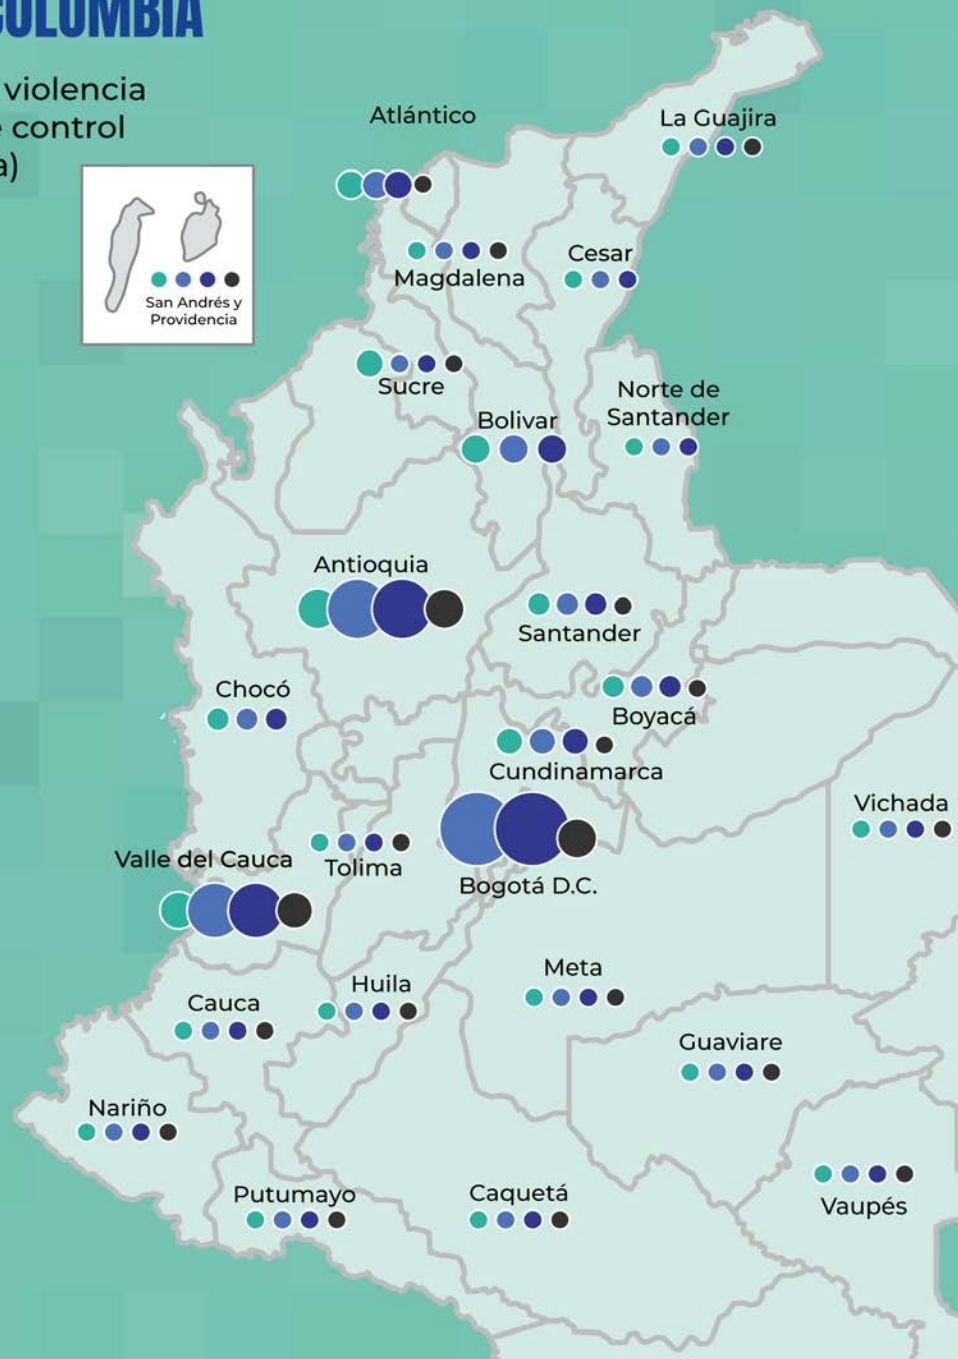 COLOMBIA
violencia
control
Atlántico
La Guajira
San Andrés y
Providencia
Magdalena
Cesar
Sucre
Norte de
Santander
Bolivar
Antioquia
Santander
Chocó
Boyacá
Cundinamarca
Vichada
Valle del Cauca
Tolima
Bogotá D.C.
Meta
Huila
Cauca
Guaviare
Nariño
Putumayo
Caquetá
Vaupés